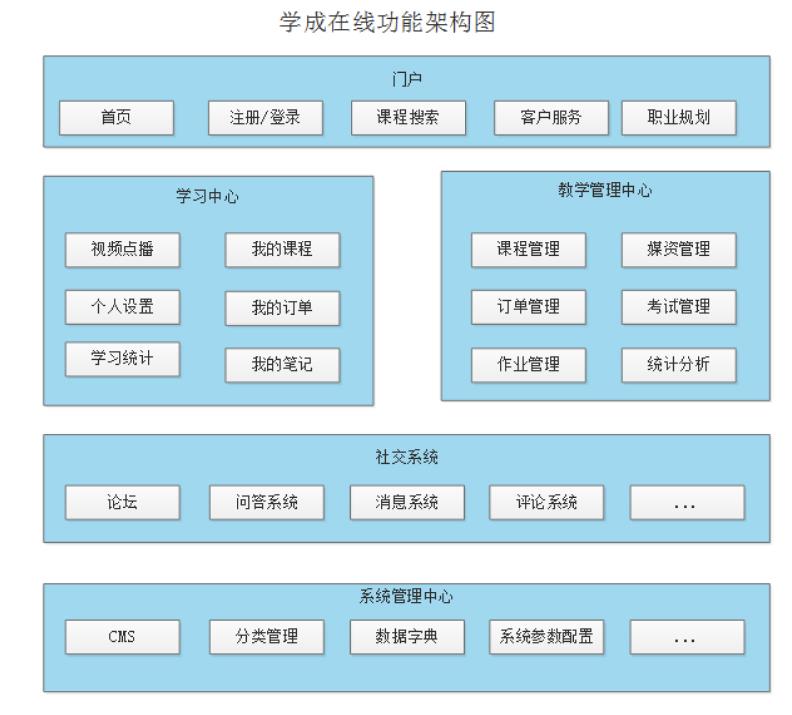 学成在线功能架构图
门户
首页
注册/登录
课程搜索
客户服务
职业规划
学习中心
视频点播
我的课程
个人设置
我的订单
学习统计
我的笔记
教学管理中心
课程管理
媒资管理
订单管理
考试管理
作业管理
统计分析
社交系统
论坛
问答系统
消息系统
评论系统
...
系统管理中心
CMS
分类管理
数据字典
系统参数配置
...